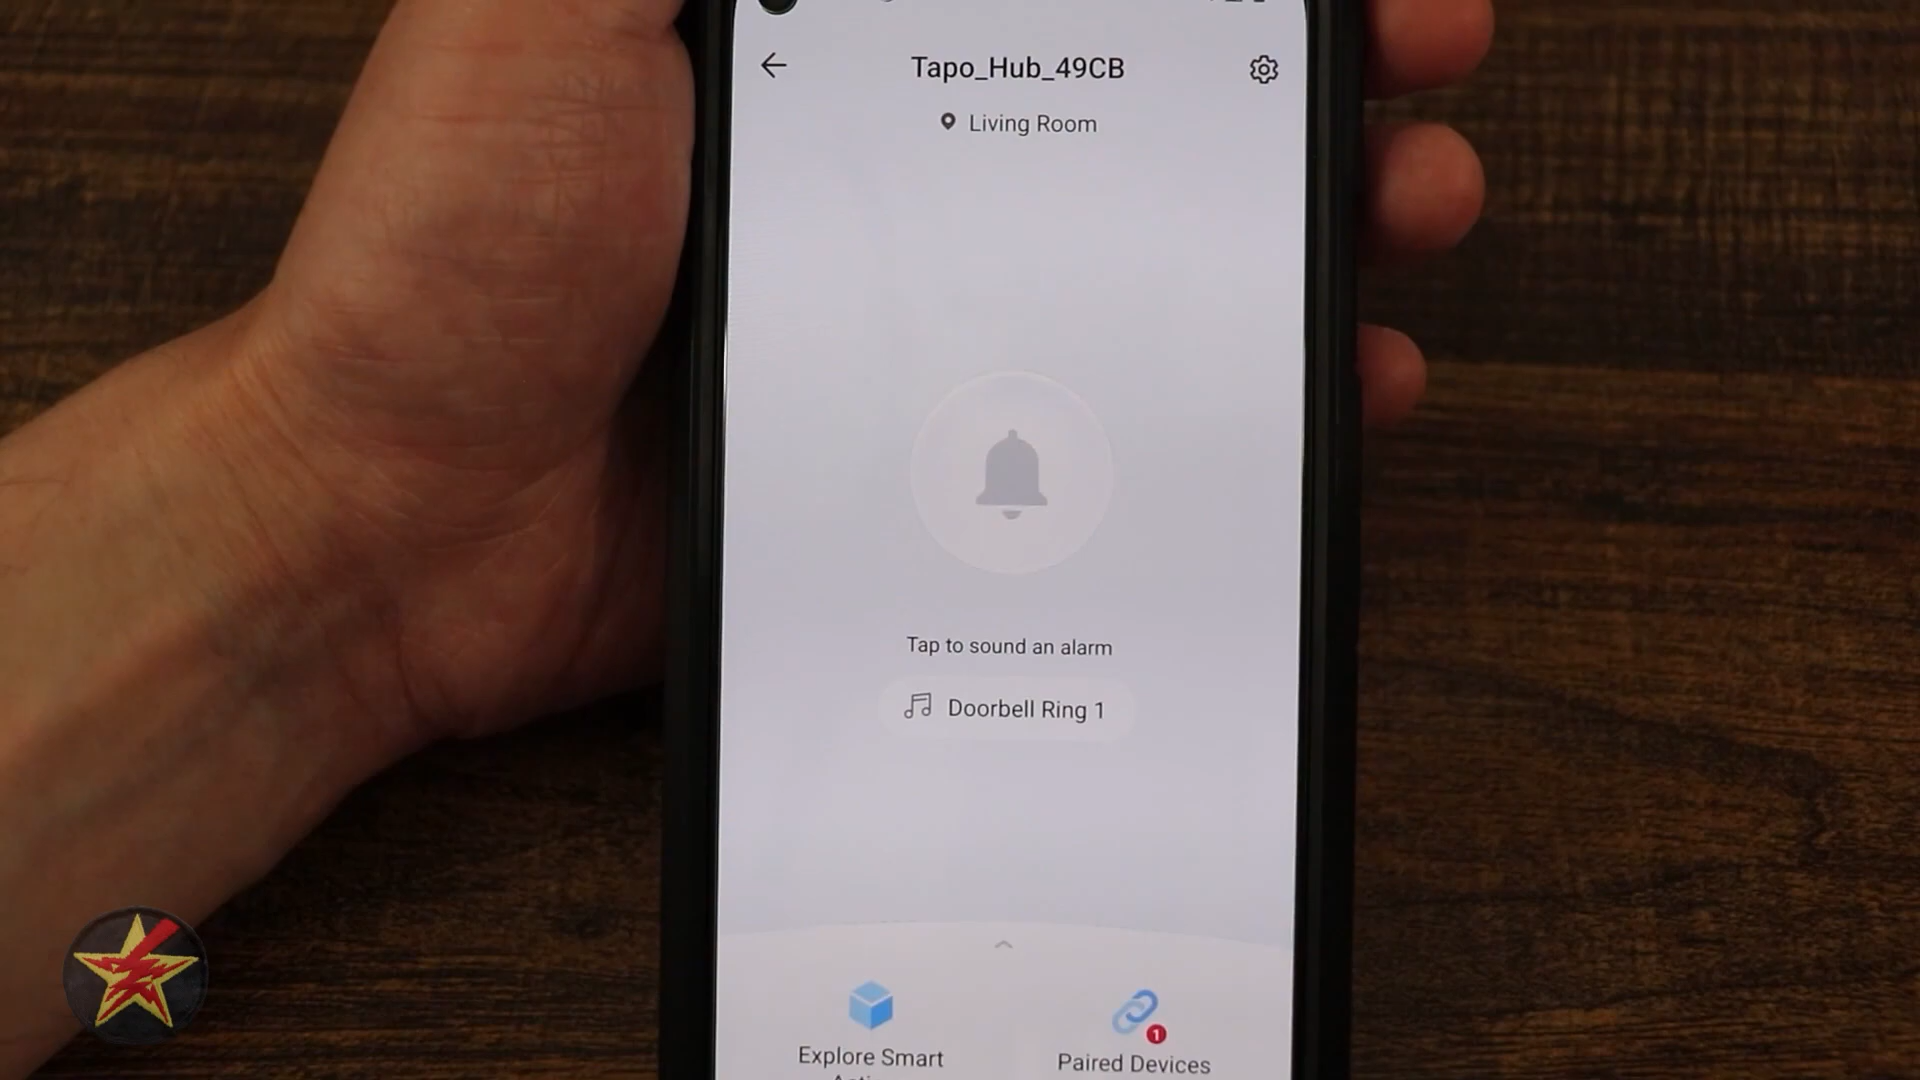 Tapo_Hub_49CB
Living Room
Tap to sound an alarm
Doorbell Ring 1
1
Explore Smart
Paired Devices